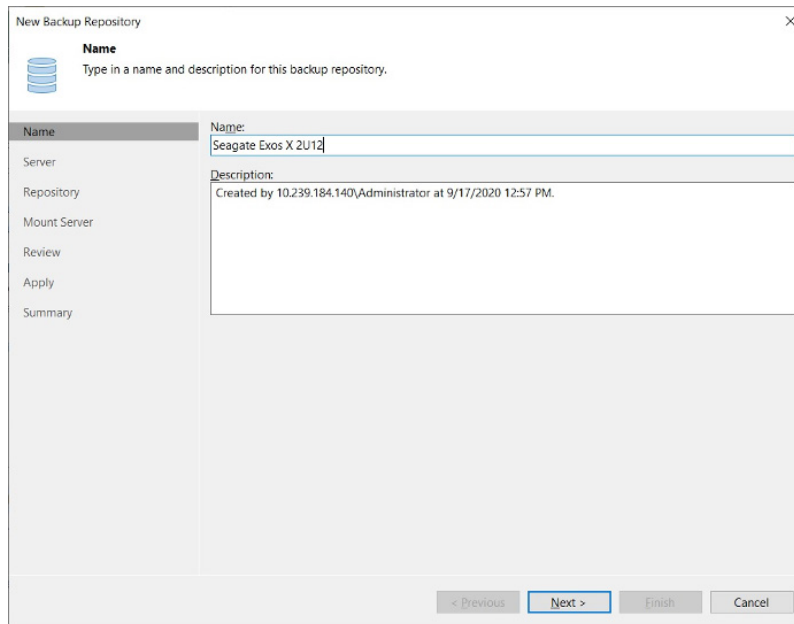 New Backup Repository
Name
Type in a name and description for this backup repository.
Name
Server
Repository
Mount Server
Review
Apply
Summary
Name:
Seagate Exos X 2U12
Description:
Created by 10.239.184.140\Administrator at 9/17/2020 12:57 PM.
< Previous
Next >
Finish
Cancel